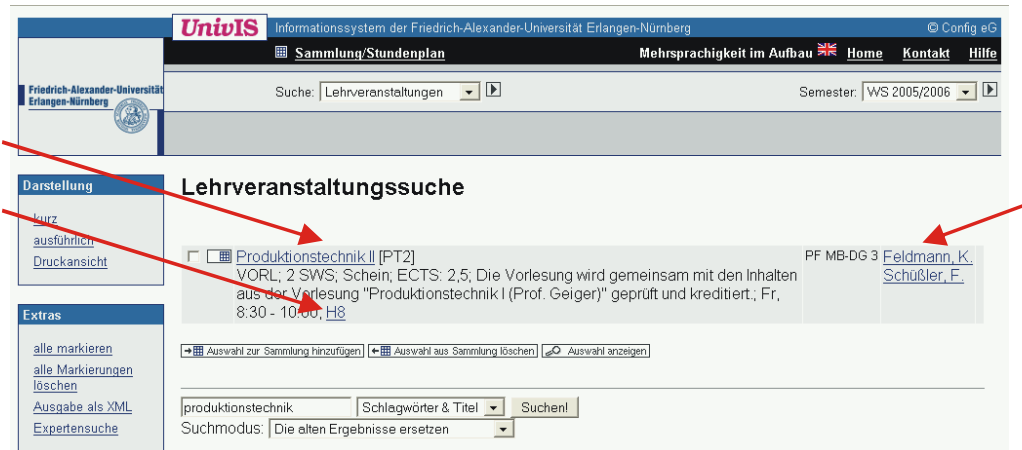 UnivIS Informationssystem der Friedrich-Alexander-Universität Erlangen-Nürnberg © Config eG
Sammlung/Stundenplan Mehrsprachigkeit im Aufbau Home Kontakt Hilfe
Friedrich-Alexander-Universität
Erlangen-Nürnberg
Suche: Lehrveranstaltungen Semester: WS 2005/2006
Darstellung
kurz
ausführlich
Druckansicht
Extras
alle markieren
alle Markierungen
löschen
Ausgabe als XML
Expertensuche
Lehrveranstaltungssuche
Produktionstechnik II [PT2] PF MB-DG 3 Feldmann, K.
Schüßler, F.
VORL; 2 SWS; Schein; ECTS: 2,5; Die Vorlesung wird gemeinsam mit den Inhalten
aus der Vorlesung "Produktionstechnik I (Prof. Geiger)" geprüft und kreditiert.; Fr,
8:30 - 10:00, H8
Auswahl zur Sammlung hinzufügen Auswahl aus Sammlung löschen Auswahl anzeigen
produktionstechnik Schlagwörter & Titel Suchen!
Suchmodus: Die alten Ergebnisse ersetzen